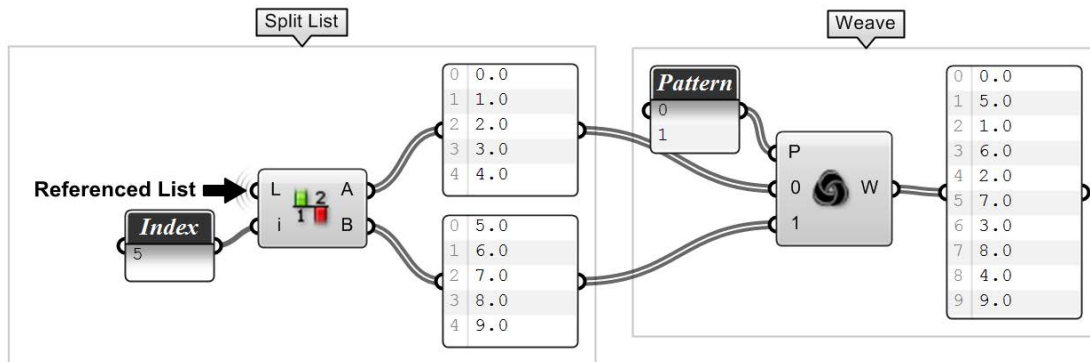 Split List
Weave
0 0.0
1 1.0
2 2.0
3 3.0
4 4.0
Pattern
0
1
0 0.0
1 5.0
2 1.0
3 6.0
4 2.0
5 7.0
6 3.0
7 8.0
8 4.0
9 9.0
Referenced List
L
i
1 2
A
B
P
0
1
W
Index
5
0 5.0
1 6.0
2 7.0
3 8.0
4 9.0